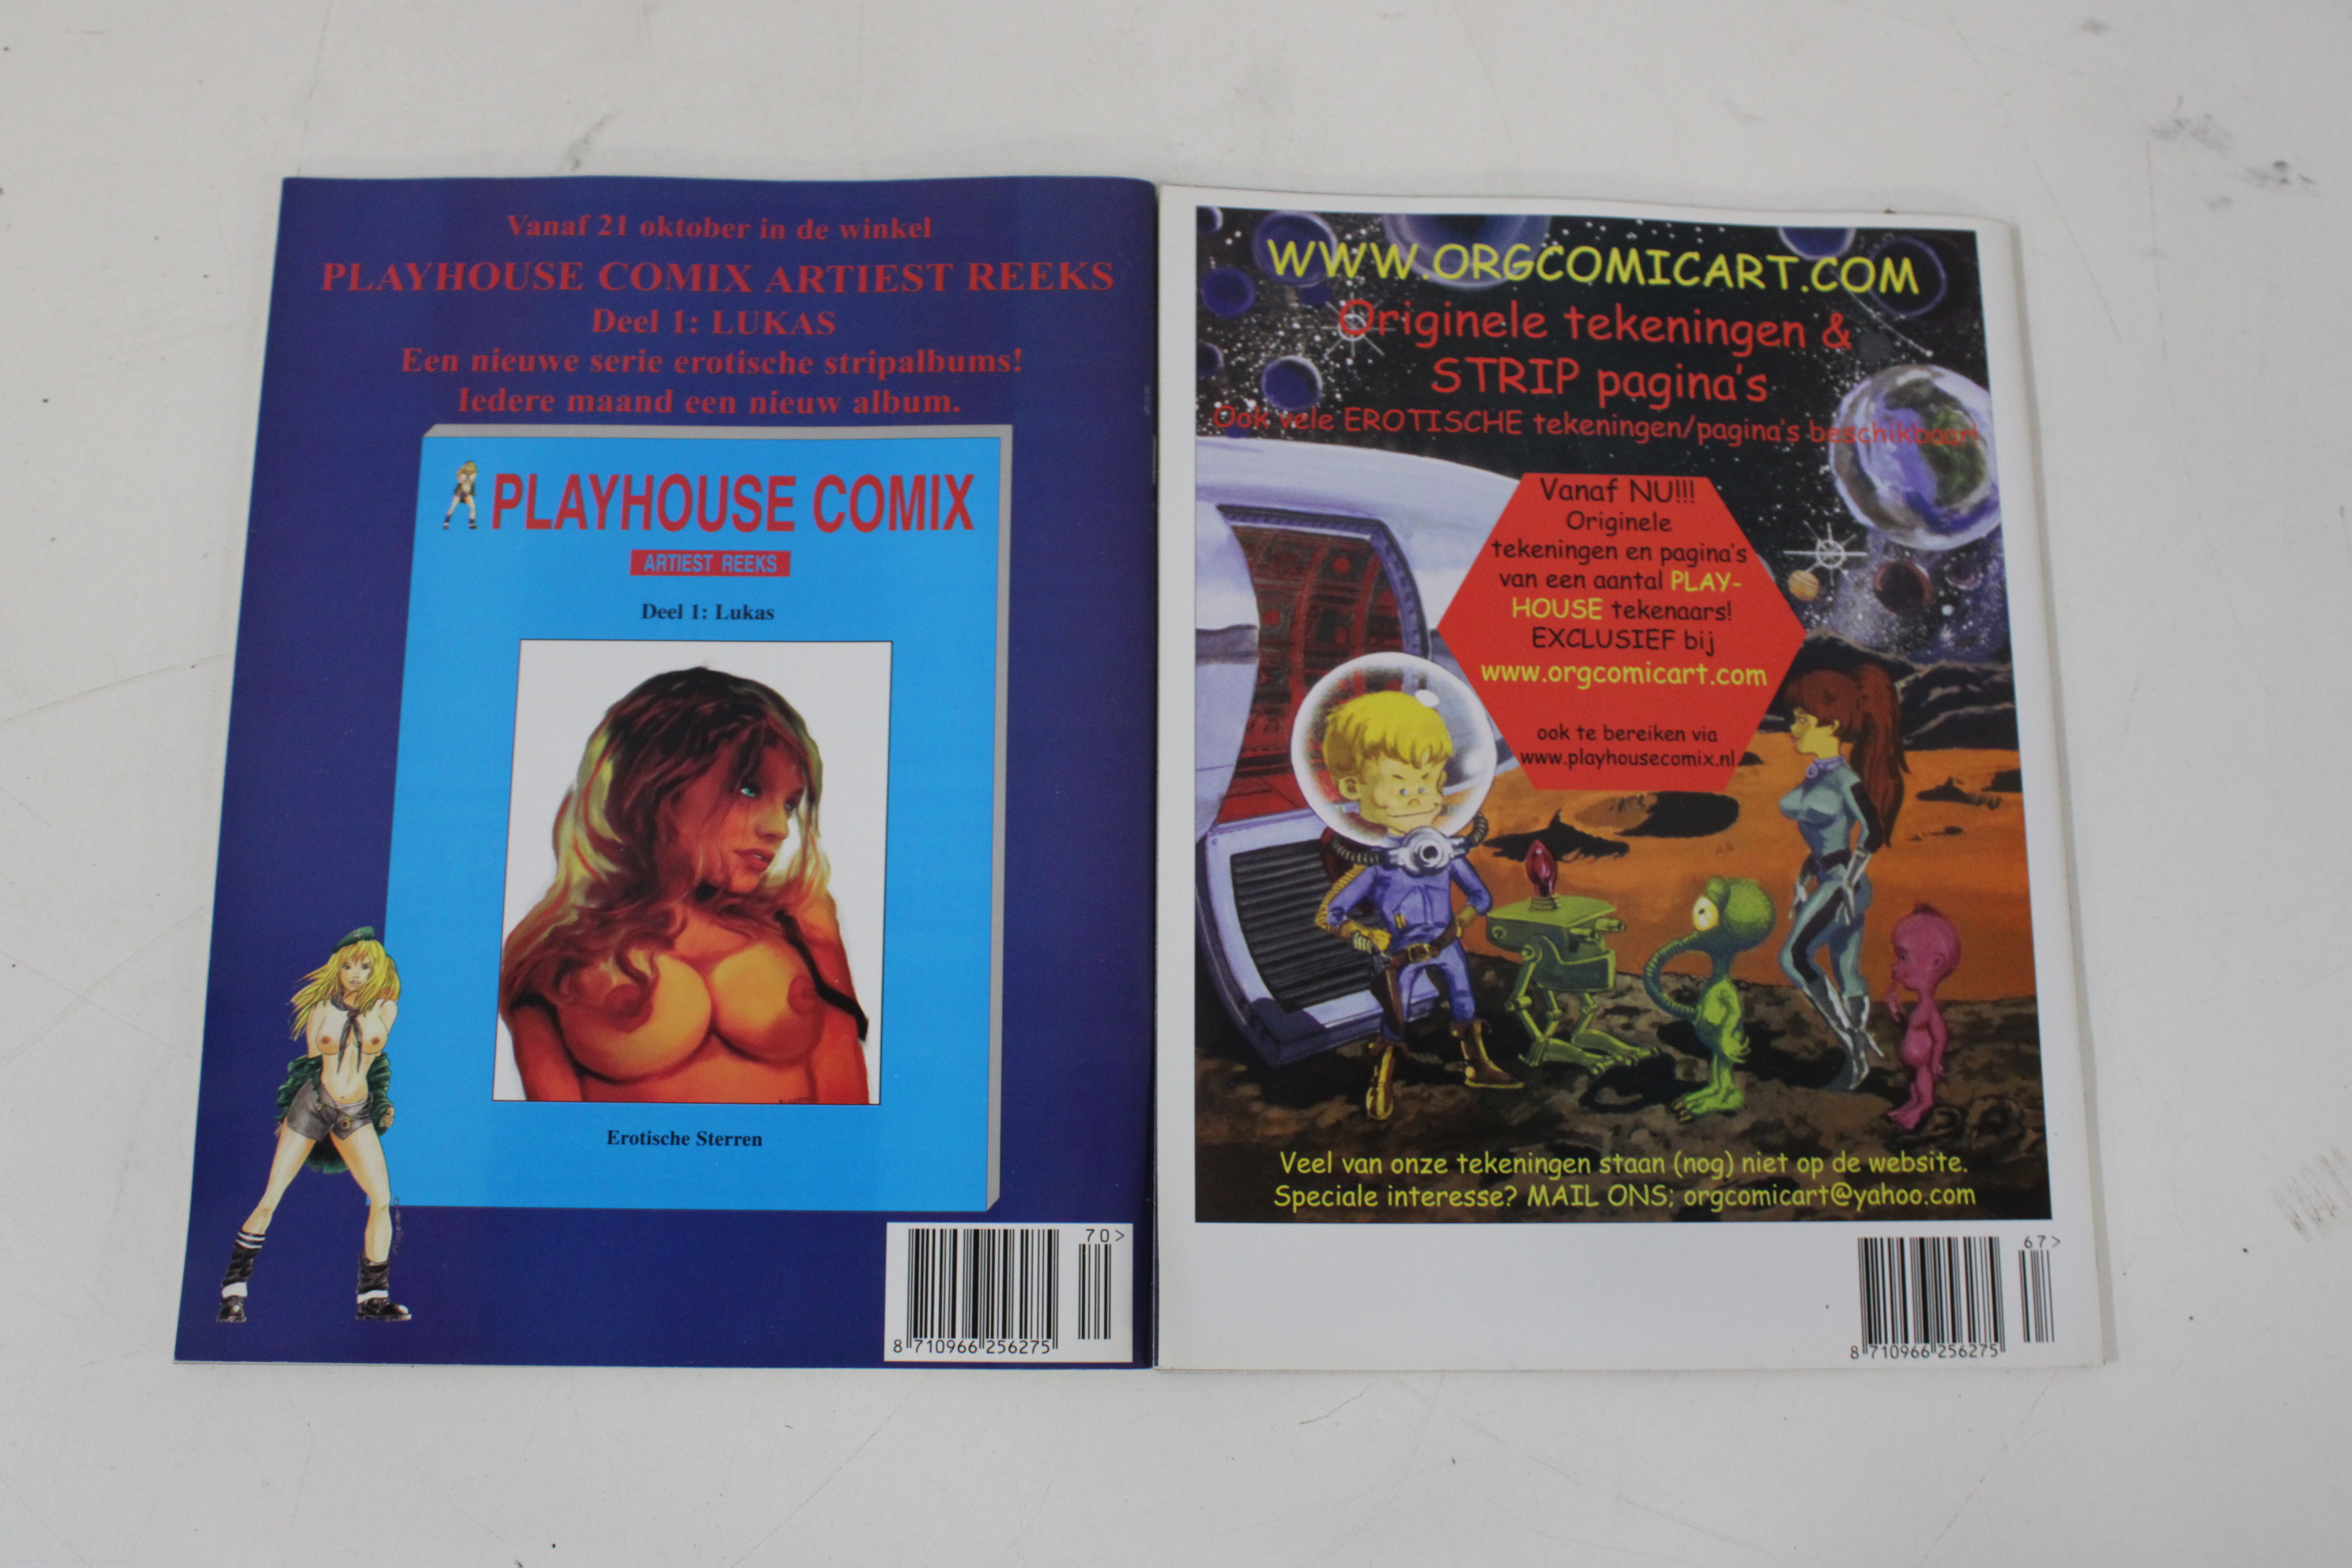 Vanaf 21 oktober in de winkel
PLAYHOUSE COMIX ARTIEST REEKS
Deel 1: LUKAS
Een nieuwe serie erotische stripalbums!
Iedere maand een nieuw album.
PLAYHOUSE COMIX
ARTIEST REEKS
Deel 1: Lukas
Erotische Sterren
70>
8 710966 256275
WWW.ORGCOMICART.COM
Originele tekeningen &
STRIP pagina's
Ook vele EROTISCHE tekeningen/pagina's beschikbaar!
Vanaf NU!!!
Originele
tekeningen en pagina's
van een aantal PLAY-
HOUSE tekenaars!
EXCLUSIEF bij
www.orgcomicart.com
ook te bereiken via
www.playhousecomix.nl
Veel van onze tekeningen staan (nog) niet op de website.
Speciale interesse? MAIL ONS; orgcomicart@yahoo.com
67>
8 710966 256275